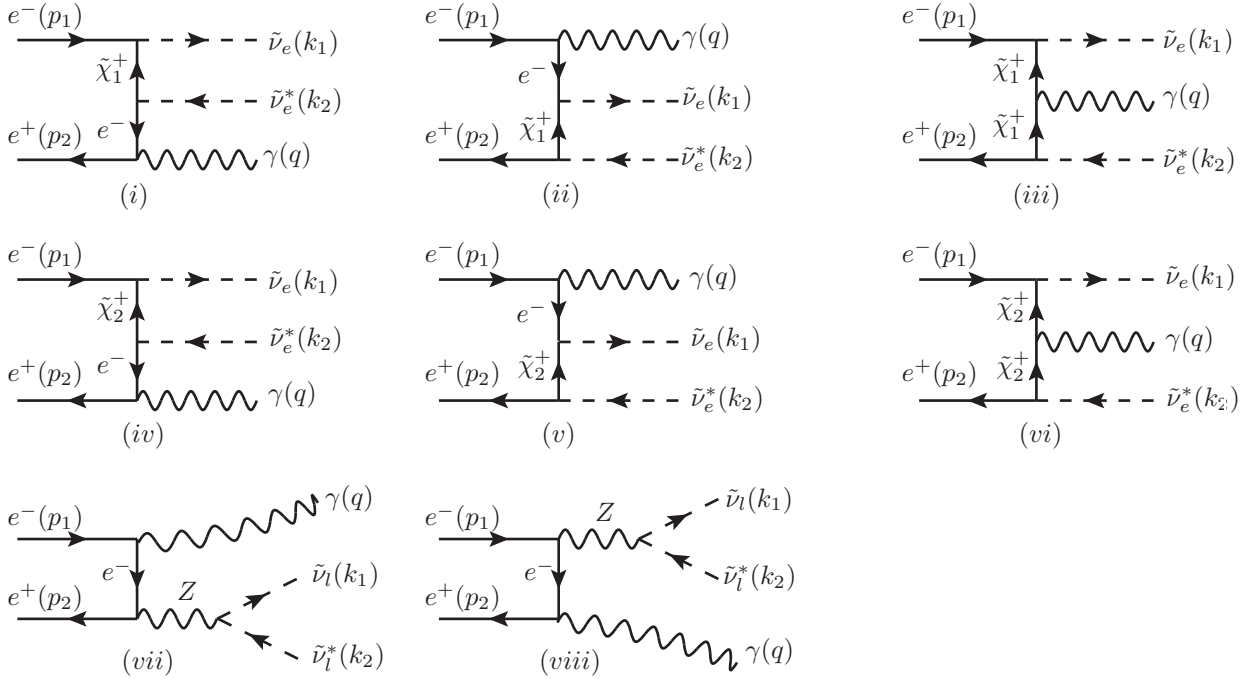 e⁻(p₁) ν̃ₑ(k₁) e⁻(p₁) γ(q) e⁻(p₁) ν̃ₑ(k₁)
χ̃₁⁺ e⁻ χ̃₁⁺
ν̃ₑ*(k₂) ν̃ₑ(k₁) γ(q)
e⁺(p₂) e⁻ γ(q) e⁺(p₂) χ̃₁⁺ ν̃ₑ*(k₂) e⁺(p₂) χ̃₁⁺ ν̃ₑ*(k₂)
(i) (ii) (iii)
e⁻(p₁) ν̃ₑ(k₁) e⁻(p₁) γ(q) e⁻(p₁) ν̃ₑ(k₁)
χ̃₂⁺ e⁻ χ̃₂⁺
ν̃ₑ*(k₂) ν̃ₑ(k₁) γ(q)
e⁺(p₂) e⁻ γ(q) e⁺(p₂) χ̃₂⁺ ν̃ₑ*(k₂) e⁺(p₂) χ̃₂⁺ ν̃ₑ*(k₂)
(iv) (v) (vi)
e⁻(p₁) γ(q) e⁻(p₁) Z ν̃ₗ(k₁)
e⁻ Z ν̃ₗ(k₁) e⁻ ν̃ₗ*(k₂)
e⁺(p₂) ν̃ₗ*(k₂) e⁺(p₂) γ(q)
(vii) (viii)